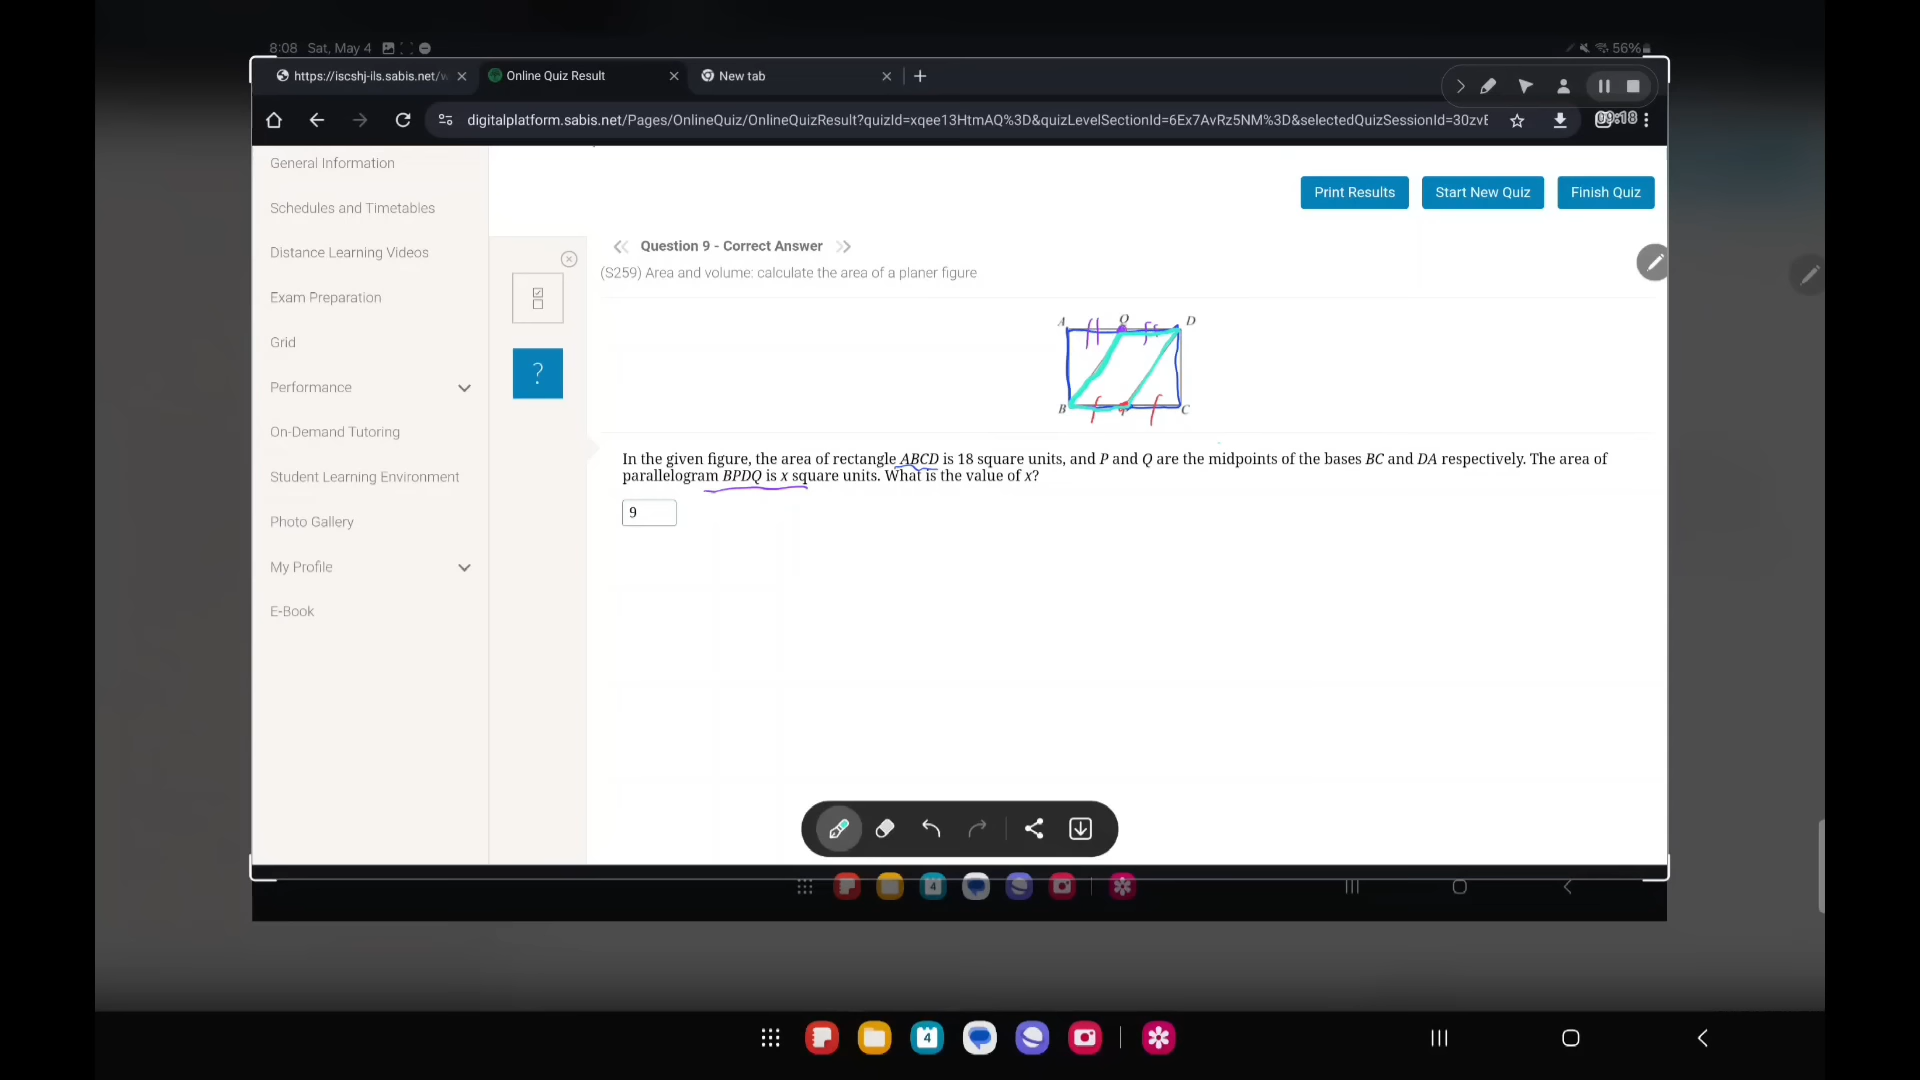 8:08 Sat, May 4
56%
https://iscshj-ils.sabis.net/w
Online Quiz Result
New tab
digitalplatform.sabis.net/Pages/OnlineQuiz/OnlineQuizResult?quizId=xqee13HtmAQ%3D&quizLevelSectionId=6Ex7AvRz5NM%3D&selectedQuizSessionId=30zvE
09:18
General Information
Schedules and Timetables
Distance Learning Videos
Exam Preparation
Grid
Performance
On-Demand Tutoring
Student Learning Environment
Photo Gallery
My Profile
E-Book
Print Results
Start New Quiz
Finish Quiz
Question 9 - Correct Answer
(S259) Area and volume: calculate the area of a planer figure
?
A Q D
B C
In the given figure, the area of rectangle ABCD is 18 square units, and P and Q are the midpoints of the bases BC and DA respectively. The area of
parallelogram BPDQ is x square units. What is the value of x?
9
4
4